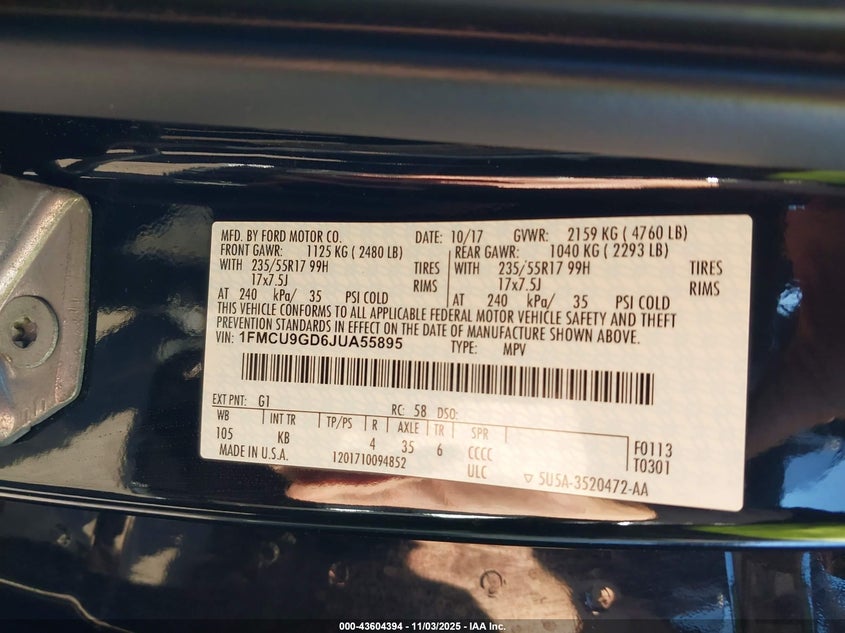 MFD. BY FORD MOTOR CO. DATE: 10/17 GVWR: 2159 KG ( 4760 LB)
FRONT GAWR: 1125 KG ( 2480 LB) REAR GAWR: 1040 KG ( 2293 LB)
WITH 235/55R17 99H TIRES WITH 235/55R17 99H TIRES
17x7.5J RIMS 17x7.5J RIMS
AT 240 kPa/ 35 PSI COLD AT 240 kPa/ 35 PSI COLD
THIS VEHICLE CONFORMS TO ALL APPLICABLE FEDERAL MOTOR VEHICLE SAFETY AND THEFT
PREVENTION STANDARDS IN EFFECT ON THE DATE OF MANUFACTURE SHOWN ABOVE.
VIN: 1FMCU9GD6JUA55895 TYPE: MPV
EXT PNT: G1 RC: 58 DSO:
WB INT TR TP/PS R AXLE TR SPR
105 KB 4 35 6 CCCC F0113
MADE IN U.S.A. 1201710094852 ULC T0301
▽ SU5A-3520472-AA
000-43604394 - 11/03/2025 - IAA Inc.